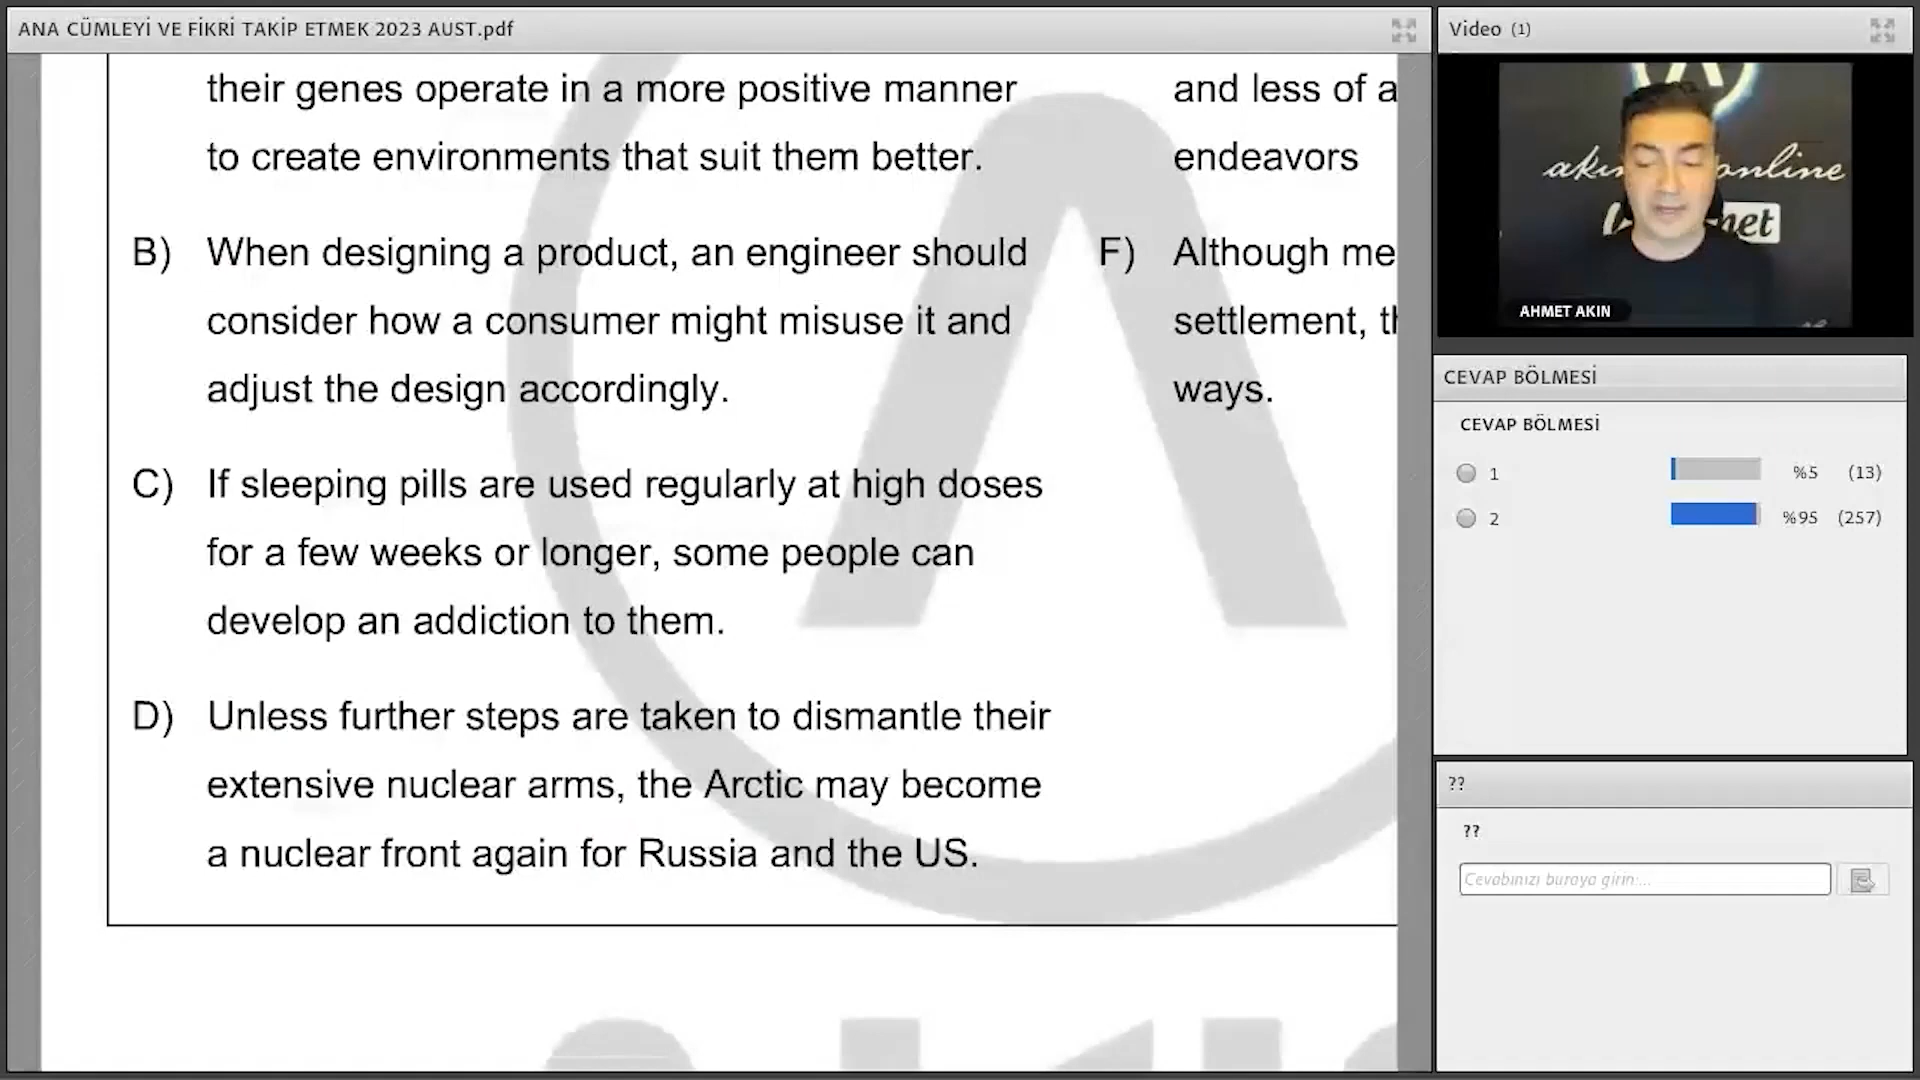 ANA CÜMLEYİ VE FİKRİ TAKİP ETMEK 2023 AUST.pdf
their genes operate in a more positive manner
to create environments that suit them better.
B) When designing a product, an engineer should
consider how a consumer might misuse it and
adjust the design accordingly.
C) If sleeping pills are used regularly at high doses
for a few weeks or longer, some people can
develop an addiction to them.
D) Unless further steps are taken to dismantle their
extensive nuclear arms, the Arctic may become
a nuclear front again for Russia and the US.
and less of a
endeavors
F) Although me
settlement, th
ways.
Video (1)
online
net
AHMET AKIN
CEVAP BÖLMESİ
CEVAP BÖLMESİ
1 %5 (13)
2 %95 (257)
??
??
Cevabınızı buraya girin:...